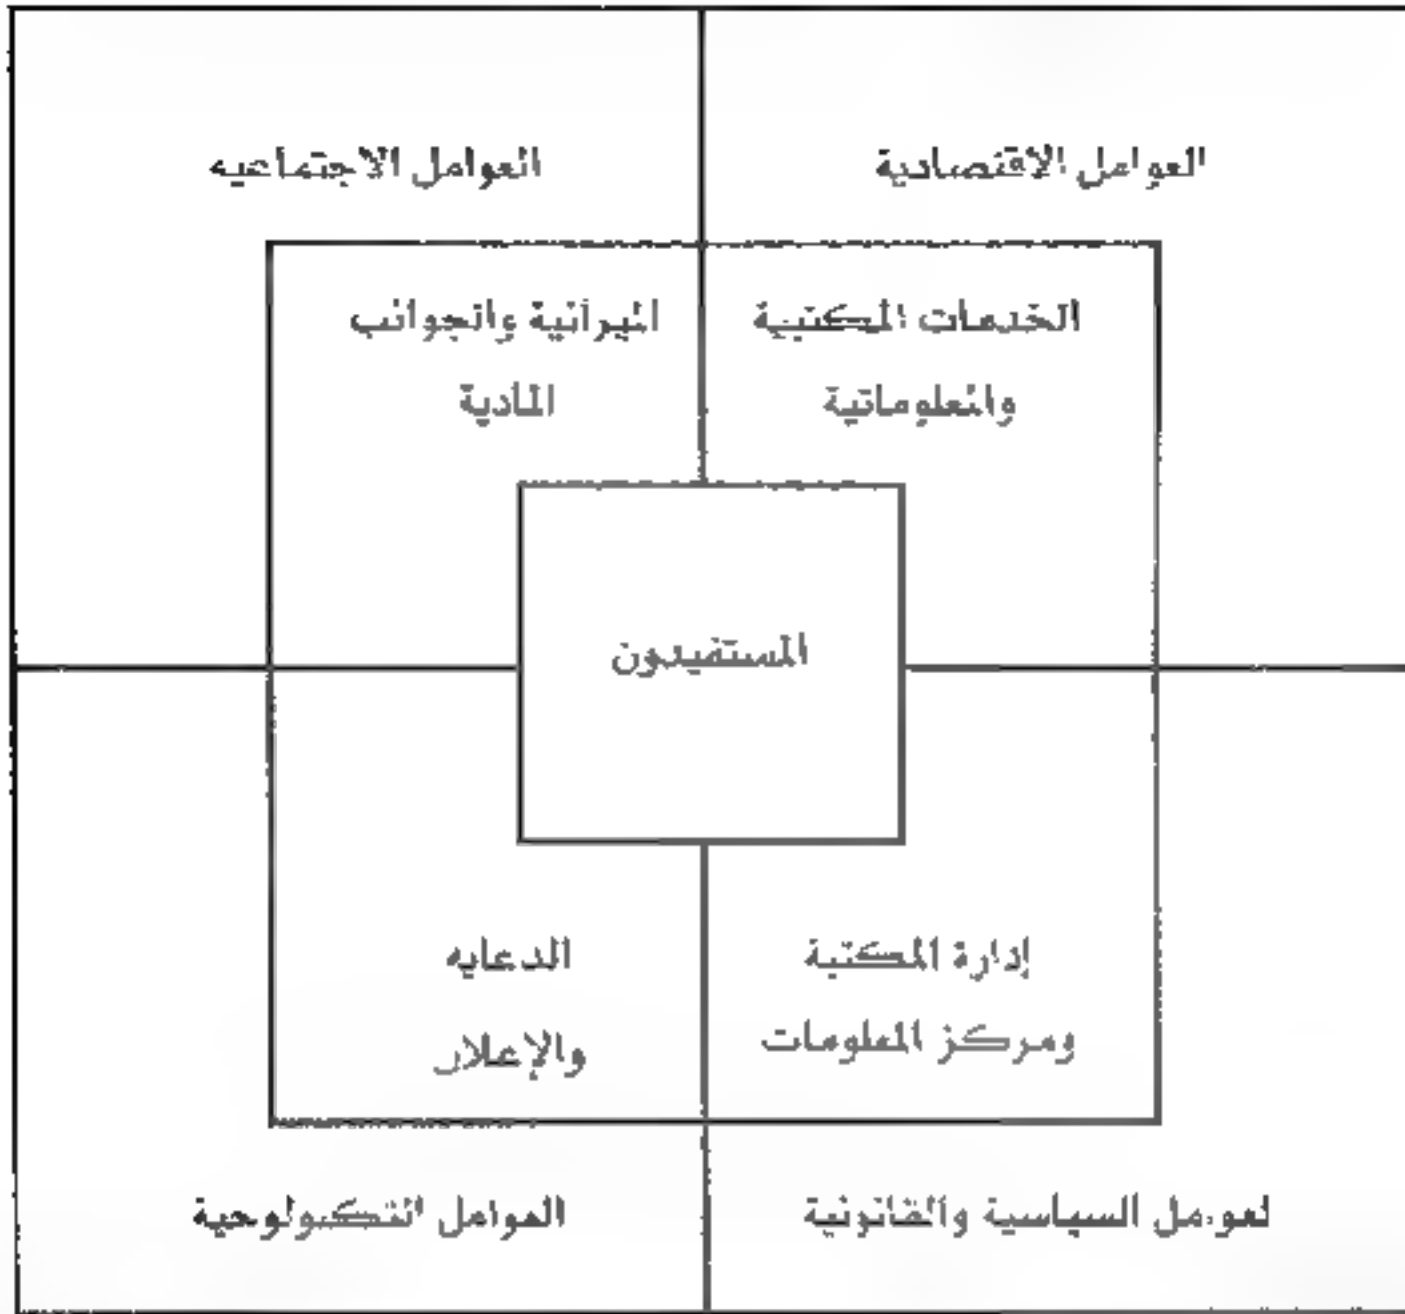 العوامل الاقتصادية
العوامل الاجتماعيه
الخدمات المكتبية
والمعلوماتية
الميزانية والجوانب
المادية
المستفيدون
إدارة المكتبة
ومركز المعلومات
الدعايه
والإعلان
لعوامل السياسية والقانونية
العوامل التكنولوجية